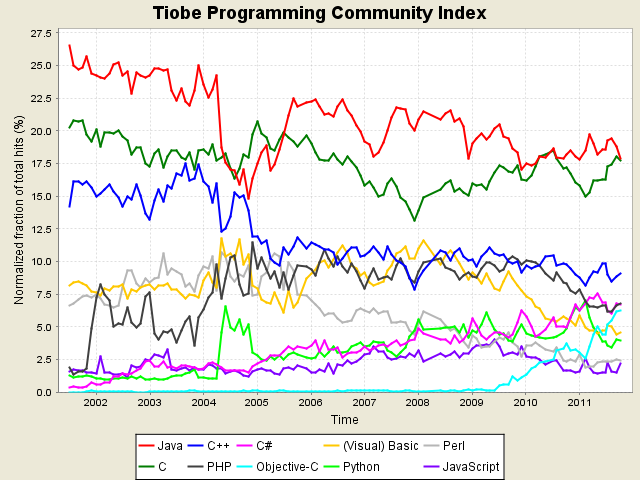 Tiobe Programming Community Index
27.5
25.0
22.5
20.0
17.5
15.0
12.5
10.0
7.5
5.0
2.5
0.0
Normalized fraction of total hits (%)
2002 2003 2004 2005 2006 2007 2008 2009 2010 2011
Time
Java C++ C# (Visual) Basic Perl
C PHP Objective-C Python JavaScript